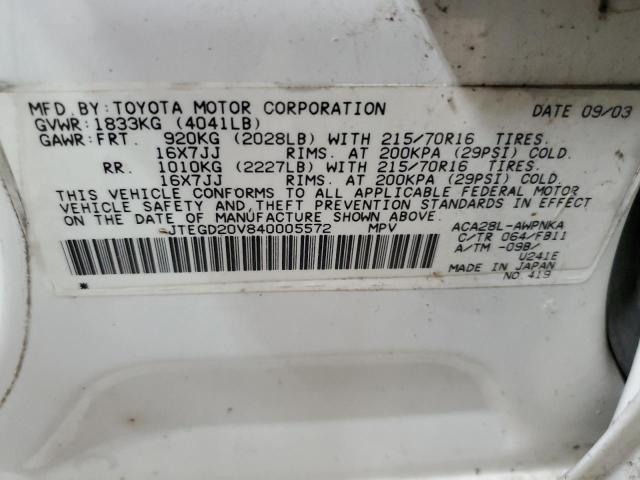 MFD. BY: TOYOTA MOTOR CORPORATION DATE 09/03
GVWR: 1833KG (4041LB)
GAWR: FRT. 920KG (2028LB) WITH 215/70R16 TIRES.
16X7JJ RIMS. AT 200KPA (29PSI) COLD.
RR. 1010KG (2227LB) WITH 215/70R16 TIRES.
16X7JJ RIMS. AT 200KPA (29PSI) COLD.
THIS VEHICLE CONFORMS TO ALL APPLICABLE FEDERAL MOTOR
VEHICLE SAFETY AND,THEFT PREVENTION STANDARDS IN EFFECT
ON THE DATE OF MANUFACTURE SHOWN ABOVE.
JTEGD20V840005572 MPV ACA28L-AWPNKA
C/TR 064/FB11
A/TM -09B/
U241E
MADE IN JAPAN
NO 419